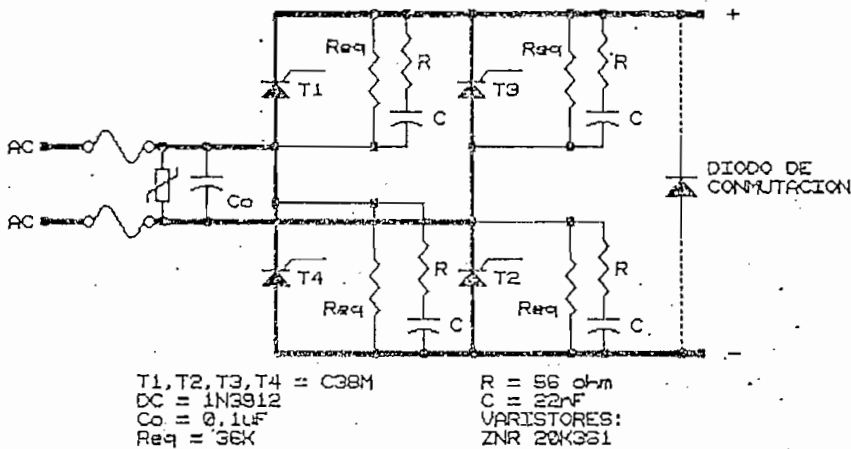 +
Req
R
Req
R
T1
T3
C
C
AC
DIODO DE
CONMUTACION
Co
AC
R
R
T4
T2
Req
C
Req
C
-
T1,T2,T3,T4 = C38M
DC = 1N3912
Co = 0.1uF
Req = 36K
R = 56 ohm
C = 22nF
VARISTORES:
ZNR 20K331